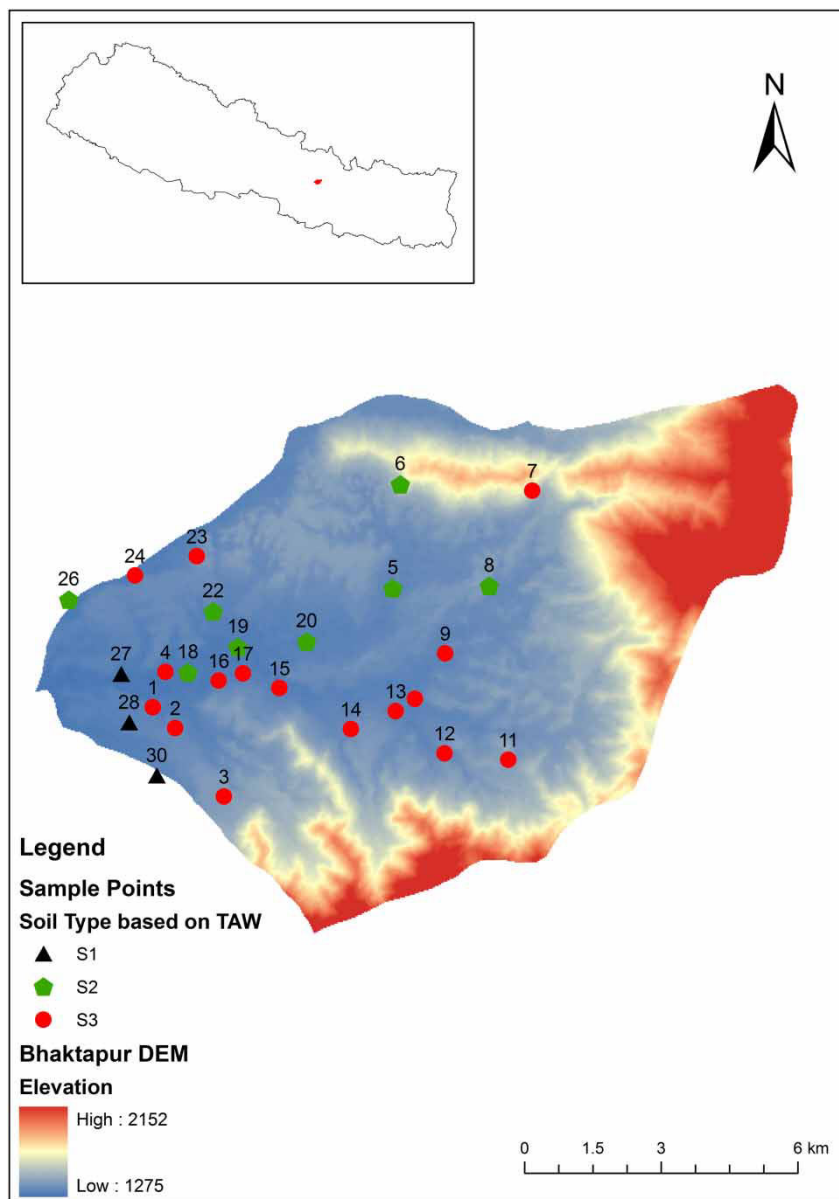 N
6
7
23
24
5
8
26
22
20
19
9
27
4
18
16
17
15
1
13
28
2
14
12
11
30
3
Legend
Sample Points
Soil Type based on TAW
S1
S2
S3
Bhaktapur DEM
Elevation
High : 2152
Low : 1275
0 1.5 3 6 km